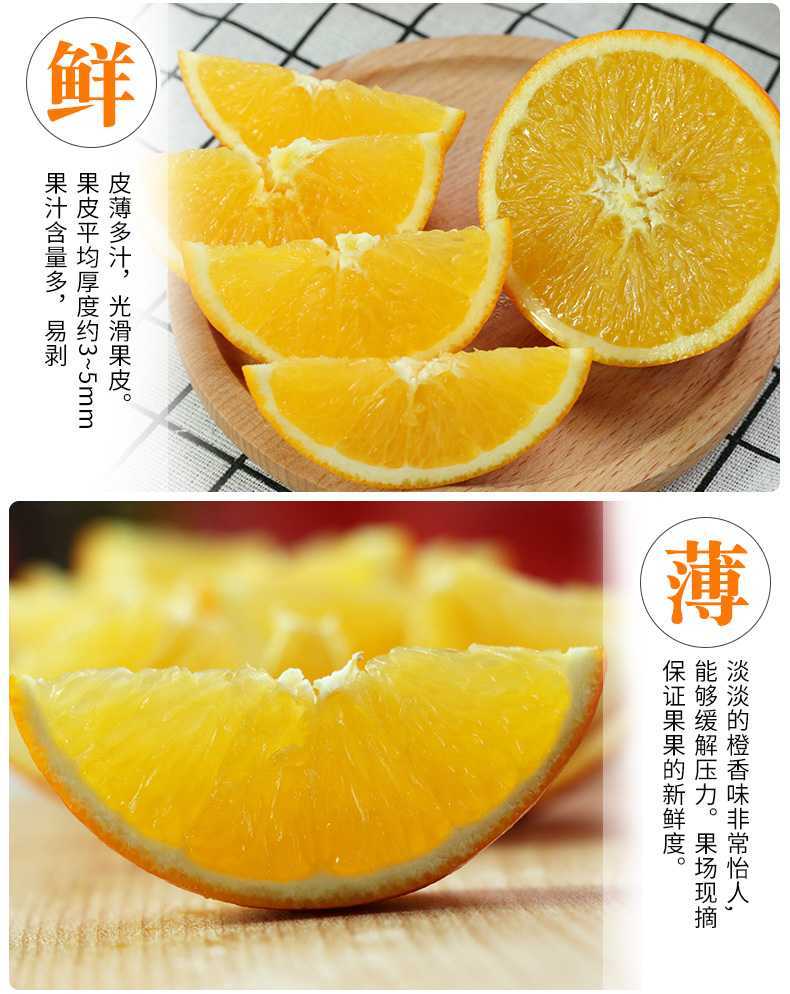 鲜
皮薄多汁，光滑果皮。
果皮平均厚度约3~5mm
果汁含量多，易剥
薄
淡淡的橙香味非常怡人，
能够缓解压力。果场现摘
保证果果的新鲜度。